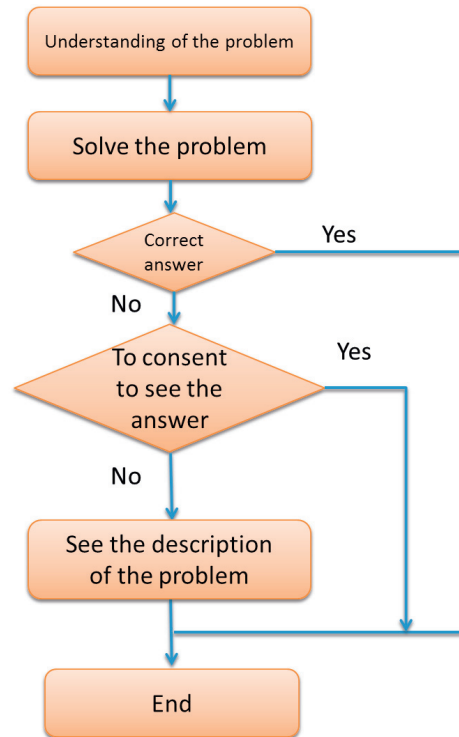 Understanding of the problem
Solve the problem
Correct
answer
Yes
No
To consent
to see the
answer
Yes
No
See the description
of the problem
End